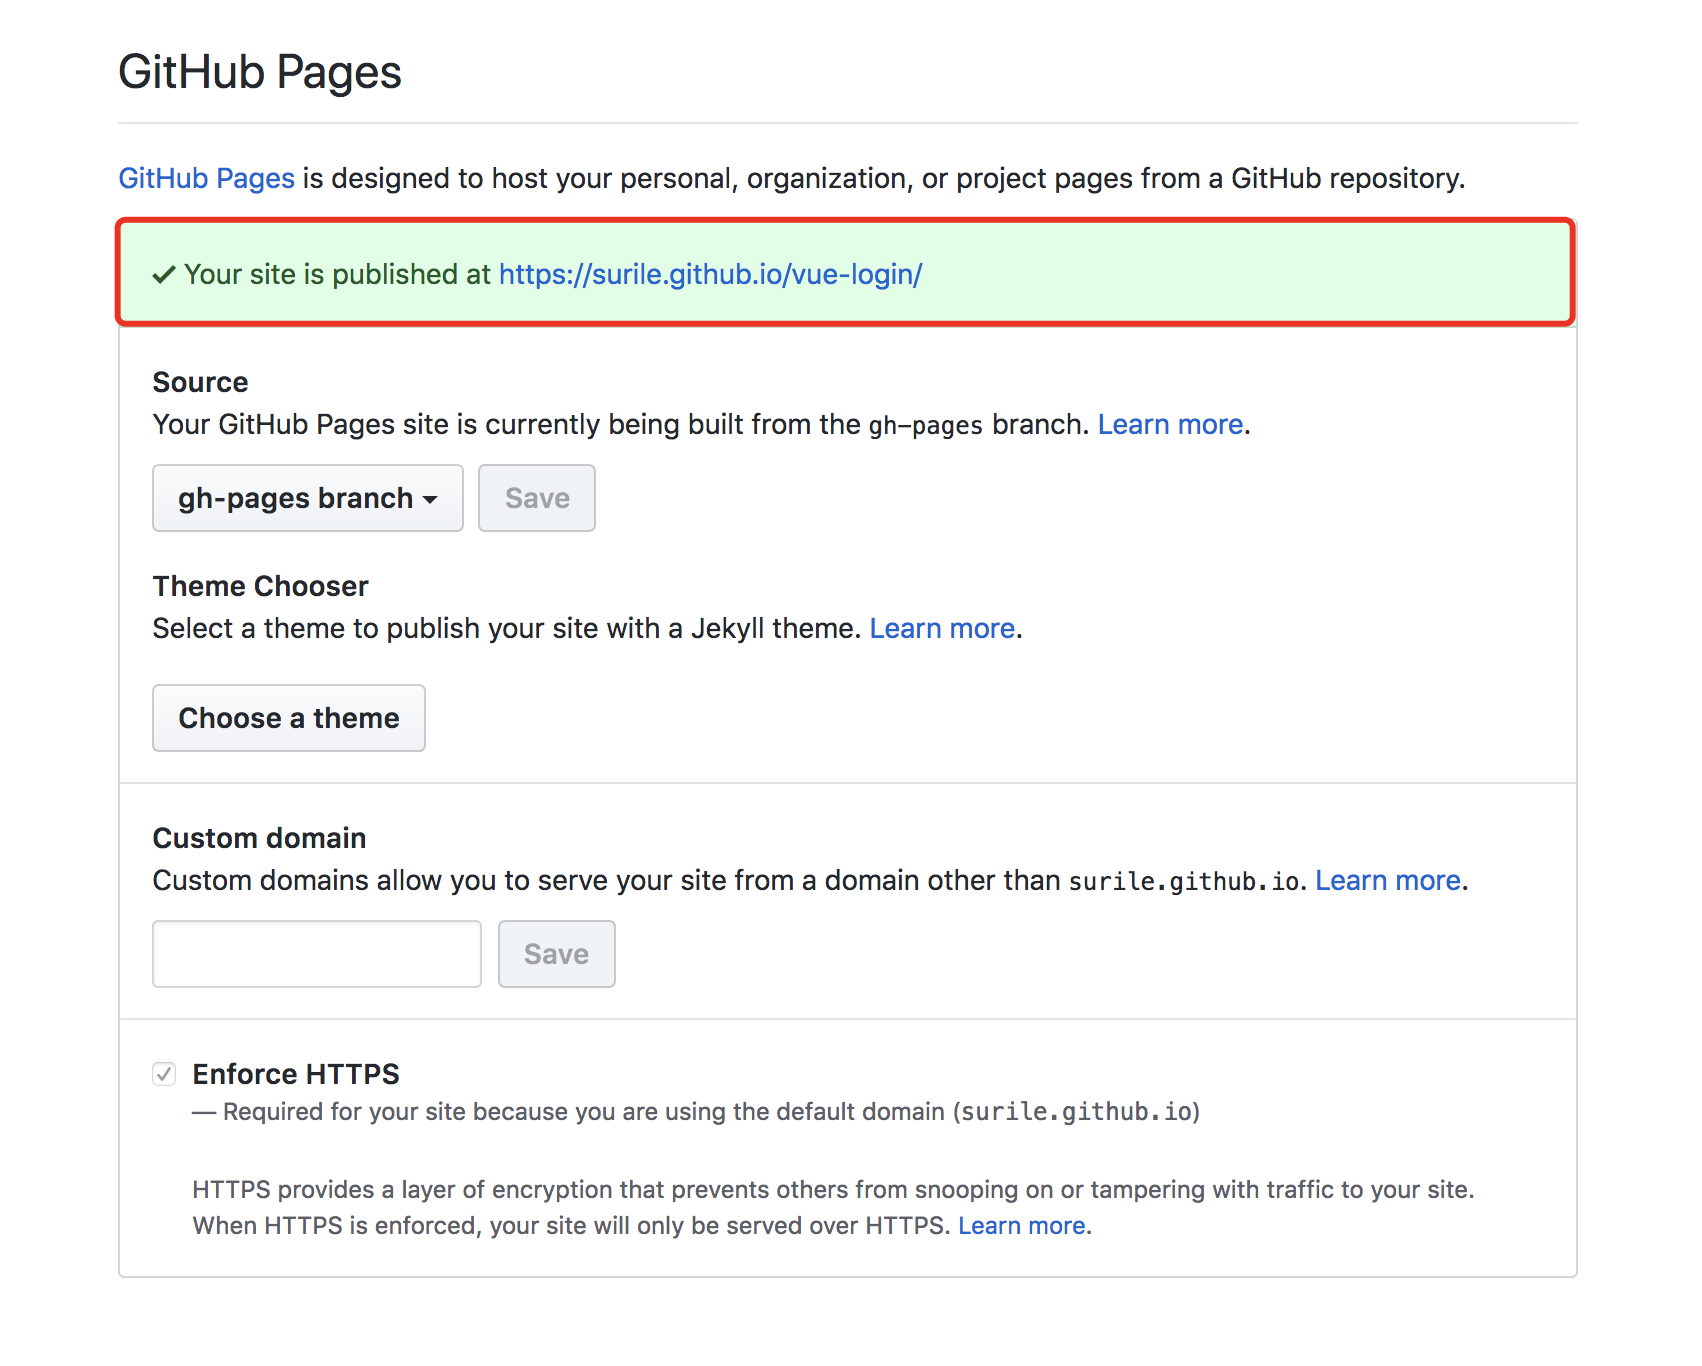 GitHub Pages
GitHub Pages is designed to host your personal, organization, or project pages from a GitHub repository.
Your site is published at https://surile.github.io/vue-login/
Source
Your GitHub Pages site is currently being built from the gh-pages branch. Learn more.
gh-pages branch Save
Theme Chooser
Select a theme to publish your site with a Jekyll theme. Learn more.
Choose a theme
Custom domain
Custom domains allow you to serve your site from a domain other than surile.github.io. Learn more.
Save
Enforce HTTPS
— Required for your site because you are using the default domain (surile.github.io)
HTTPS provides a layer of encryption that prevents others from snooping on or tampering with traffic to your site.
When HTTPS is enforced, your site will only be served over HTTPS. Learn more.